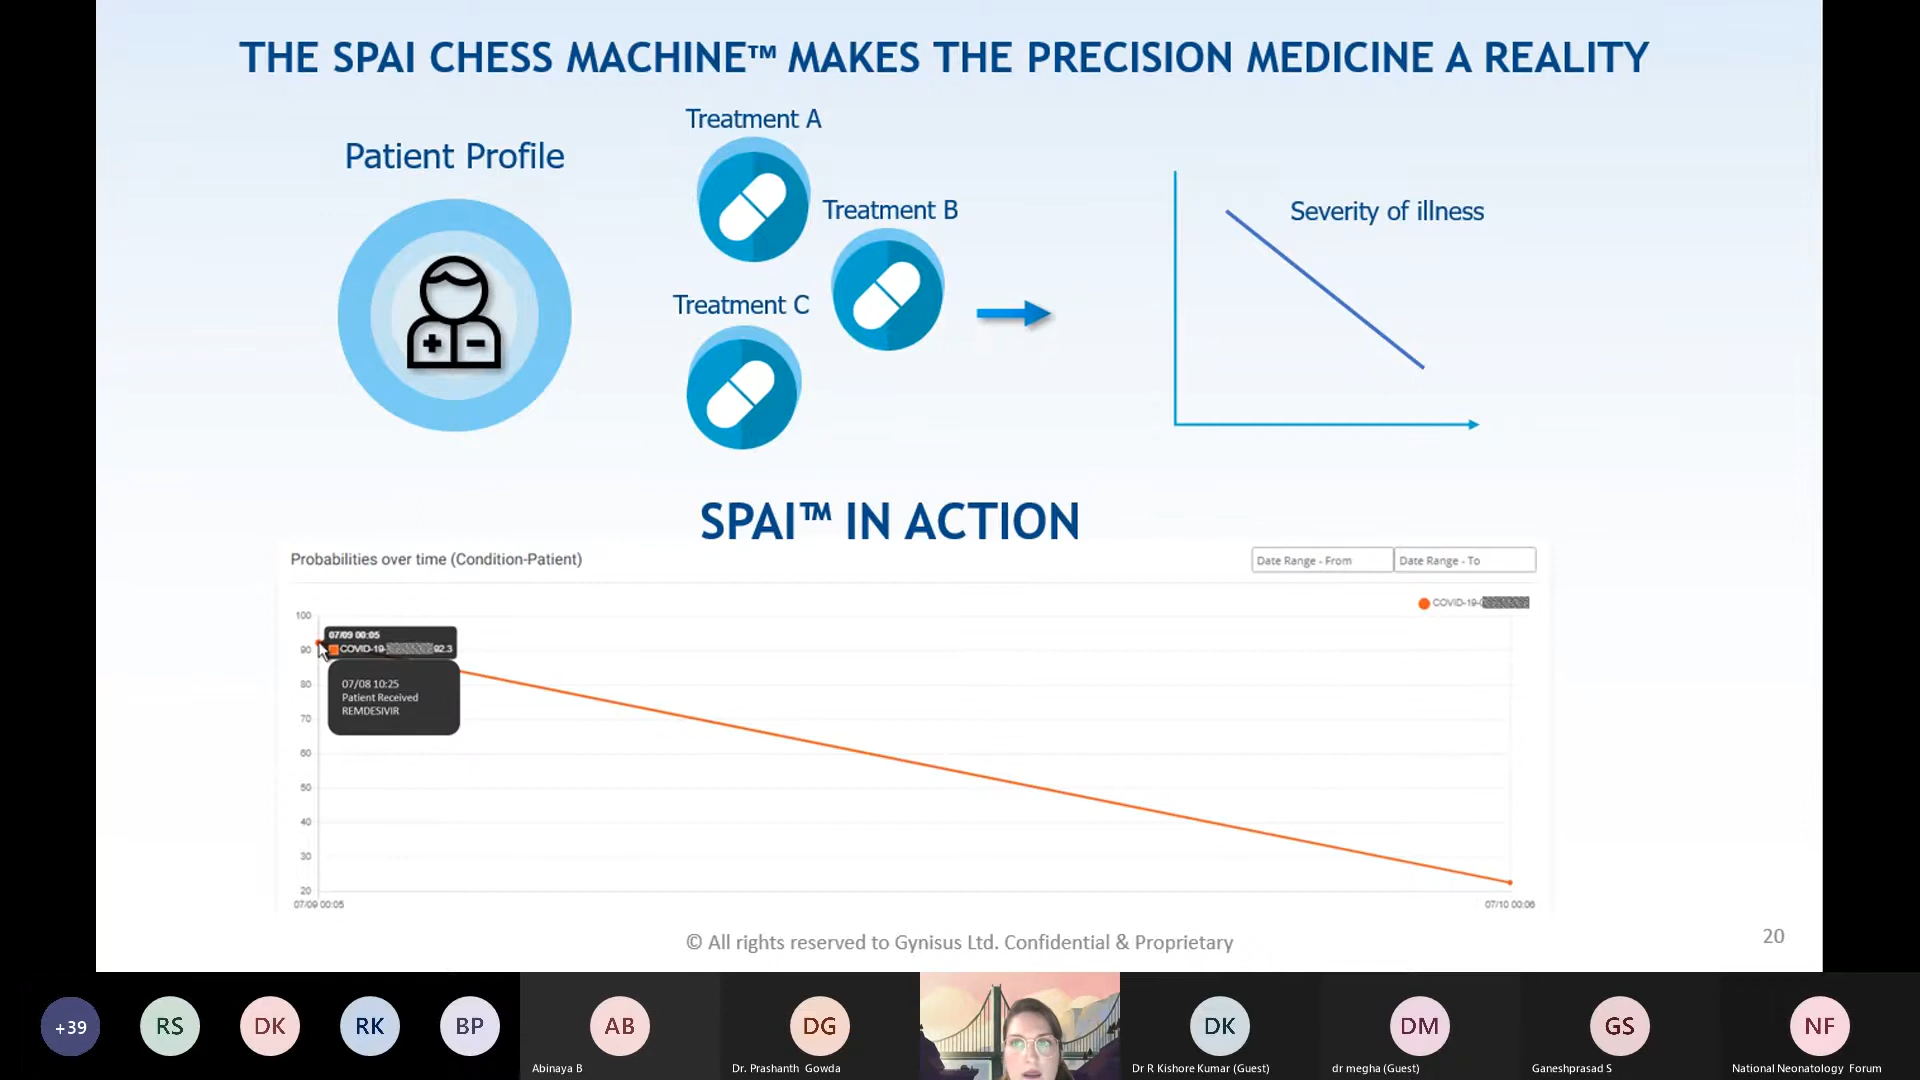 THE SPAI CHESS MACHINE™ MAKES THE PRECISION MEDICINE A REALITY
Patient Profile
Treatment A
Treatment B
Treatment C
Severity of illness
SPAI™ IN ACTION
Probabilities over time (Condition-Patient)
Date Range - From
Date Range - To
COVID-19-
100
90
80
70
60
50
40
30
20
07/09 00:05
COVID-19- 92.3
07/08 10:25
Patient Received
REMDESIVIR
07/09 00:05
07/10 00:06
© All rights reserved to Gynisus Ltd. Confidential & Proprietary
20
+39
RS
DK
RK
BP
AB
Abinaya B
DG
Dr. Prashanth Gowda
DK
Dr R Kishore Kumar (Guest)
DM
dr megha (Guest)
GS
Ganeshprasad S
NF
National Neonatology Forum